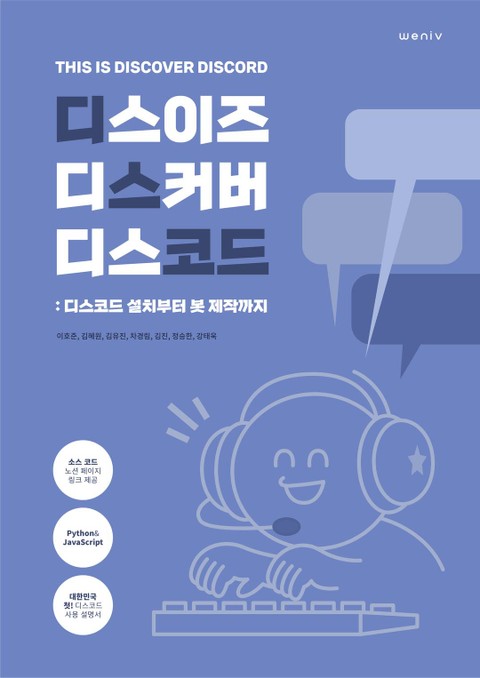 weniv
THIS IS DISCOVER DISCORD
디스이즈
디스커버
디스코드
: 디스코드 설치부터 봇 제작까지
이호준, 김혜원, 김유진, 차경림, 김진, 정승한, 강태욱
소스 코드
노션 페이지
링크 제공
Python&
JavaScript
대한민국
첫! 디스코드
사용 설명서